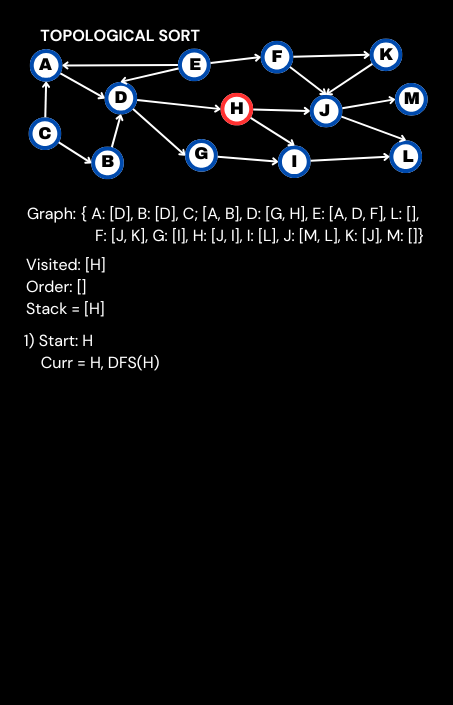 TOPOLOGICAL SORT
A
E
F
K
D
H
J
M
C
B
G
I
L
Graph: { A: [D], B: [D], C; [A, B], D: [G, H], E: [A, D, F], L: [],
F: [J, K], G: [I], H: [J, I], I: [L], J: [M, L], K: [J], M: []}
Visited: [H]
Order: []
Stack = [H]
1) Start: H
Curr = H, DFS(H)